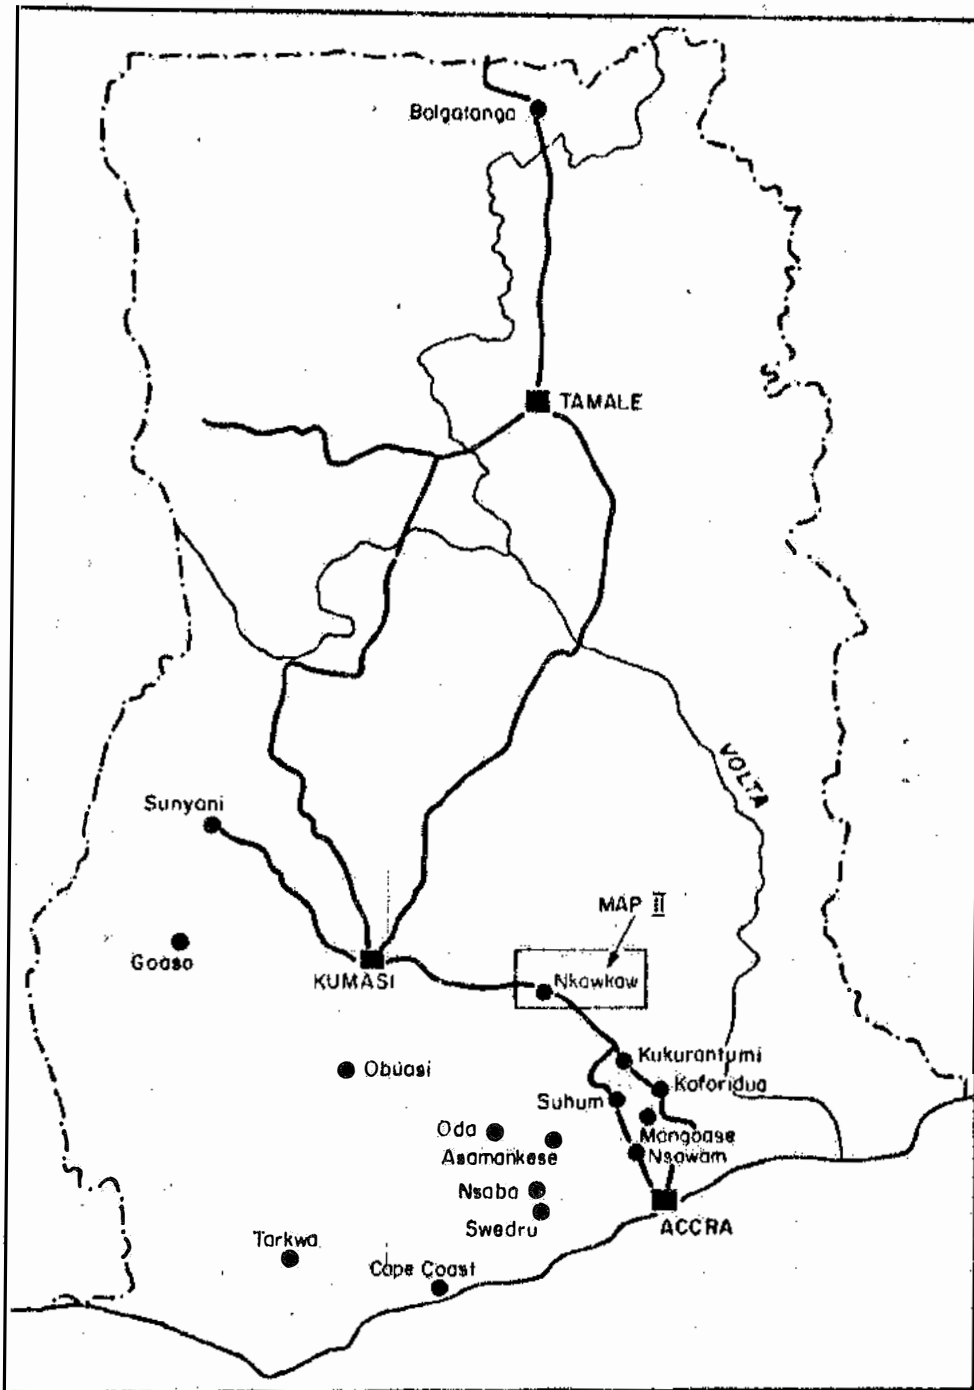 Bolgatanga
TAMALE
VOLTA
Sunyani
MAP II
Goaso
KUMASI
Nkawkaw
Kukurantumi
Obuasi
Koforidua
Suhum
Oda
Mangoase
Asamankese
Nsawam
Nsaba
Swedru
ACCRA
Tarkwa
Cape Coast